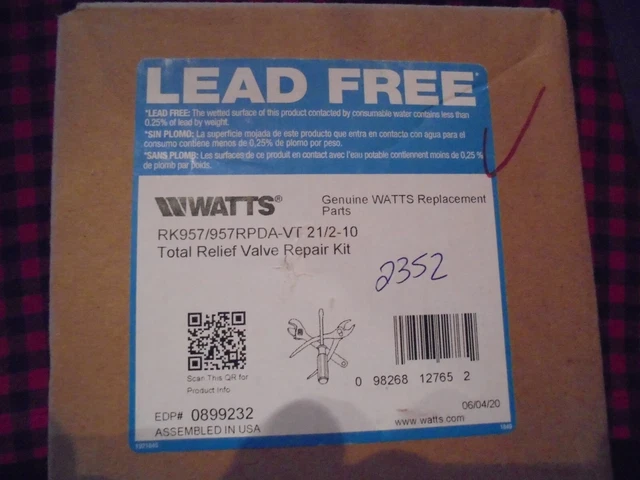 LEAD FREE*
*LEAD FREE: The wetted surface of this product contacted by consumable water contains less than
0.25% of lead by weight.
*SIN PLOMO: La superficie mojada de este producto que entra en contacto con agua para el
consumo contiene menos de 0,25% de plomo por peso.
*SANS PLOMB: Les surfaces de ce produit en contact avec l'eau potable contiennent moins de 0,25 %
de plomb par poids.
WATTS®
Genuine WATTS Replacement
Parts
RK957/957RPDA-VT 21/2-10
Total Relief Valve Repair Kit
2352
Scan This QR for
Product Info
0 98268 12765 2
EDP# 0899232
06/04/20
ASSEMBLED IN USA
www.watts.com